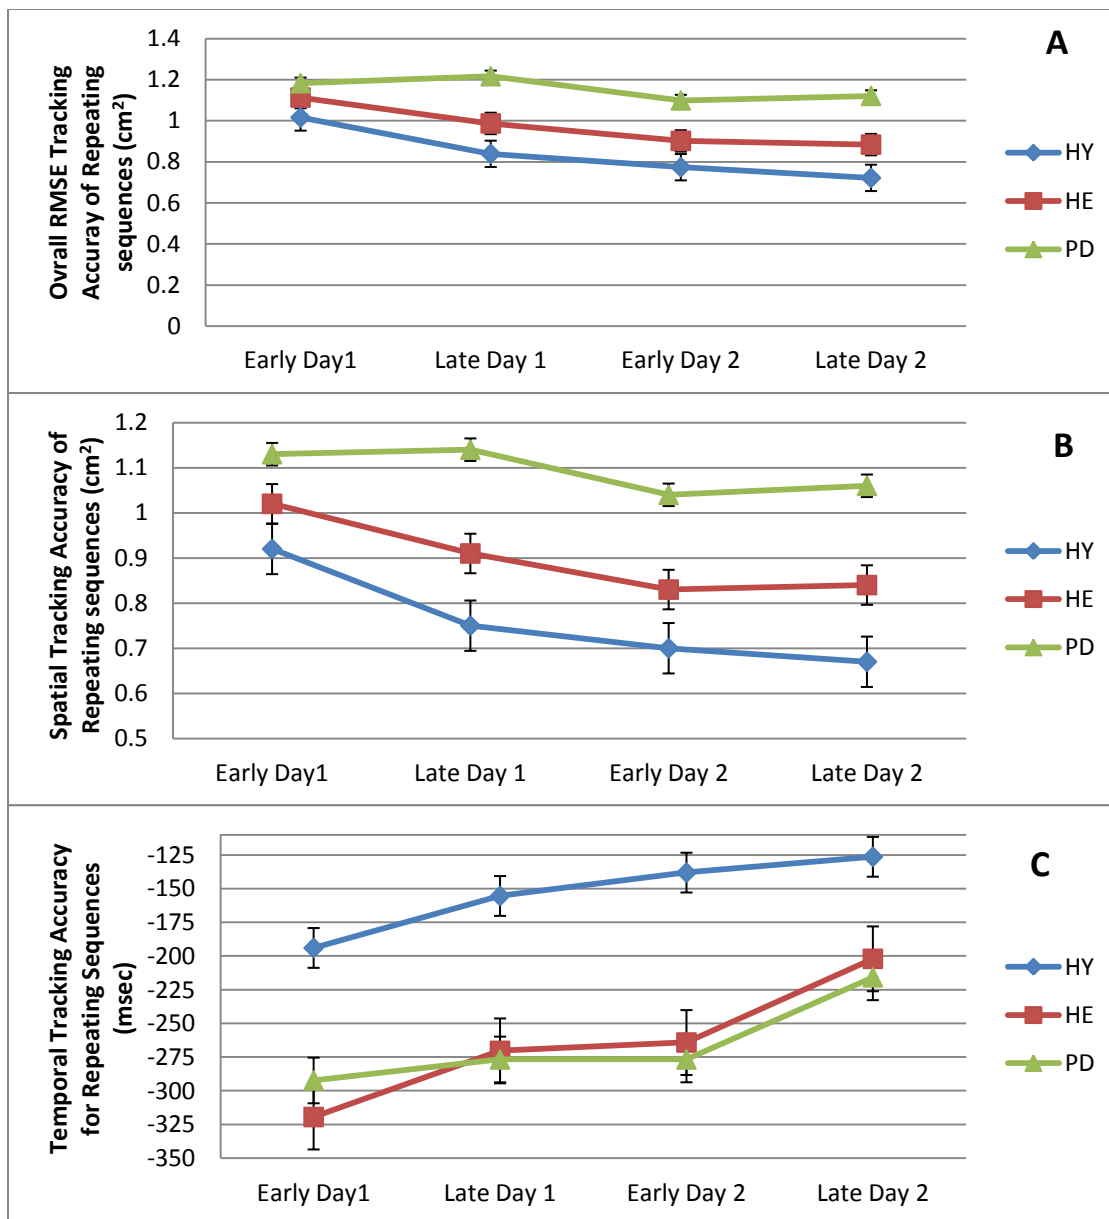 Ovrall RMSE Tracking
Accuray of Repeating
sequences (cm²)
1.4
1.2
1
0.8
0.6
0.4
0.2
0
Early Day1 Late Day 1 Early Day 2 Late Day 2
A
HY
HE
PD
Spatial Tracking Accuracy of
Repeating sequences (cm²)
1.2
1.1
1
0.9
0.8
0.7
0.6
0.5
Early Day1 Late Day 1 Early Day 2 Late Day 2
B
HY
HE
PD
Temporal Tracking Accuracy
for Repeating Sequences
(msec)
-125
-150
-175
-200
-225
-250
-275
-300
-325
-350
Early Day1 Late Day 1 Early Day 2 Late Day 2
C
HY
HE
PD